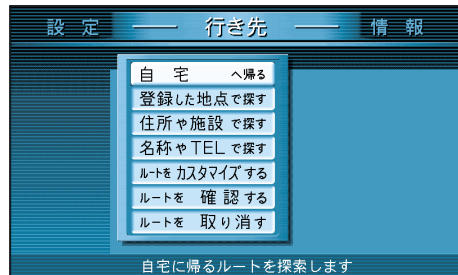 設定 行き先 情報
自宅へ帰る
登録した地点で探す
住所や施設で探す
名称やTELで探す
ルートをカスタマイズする
ルートを確認する
ルートを取り消す
自宅に帰るルートを探索します